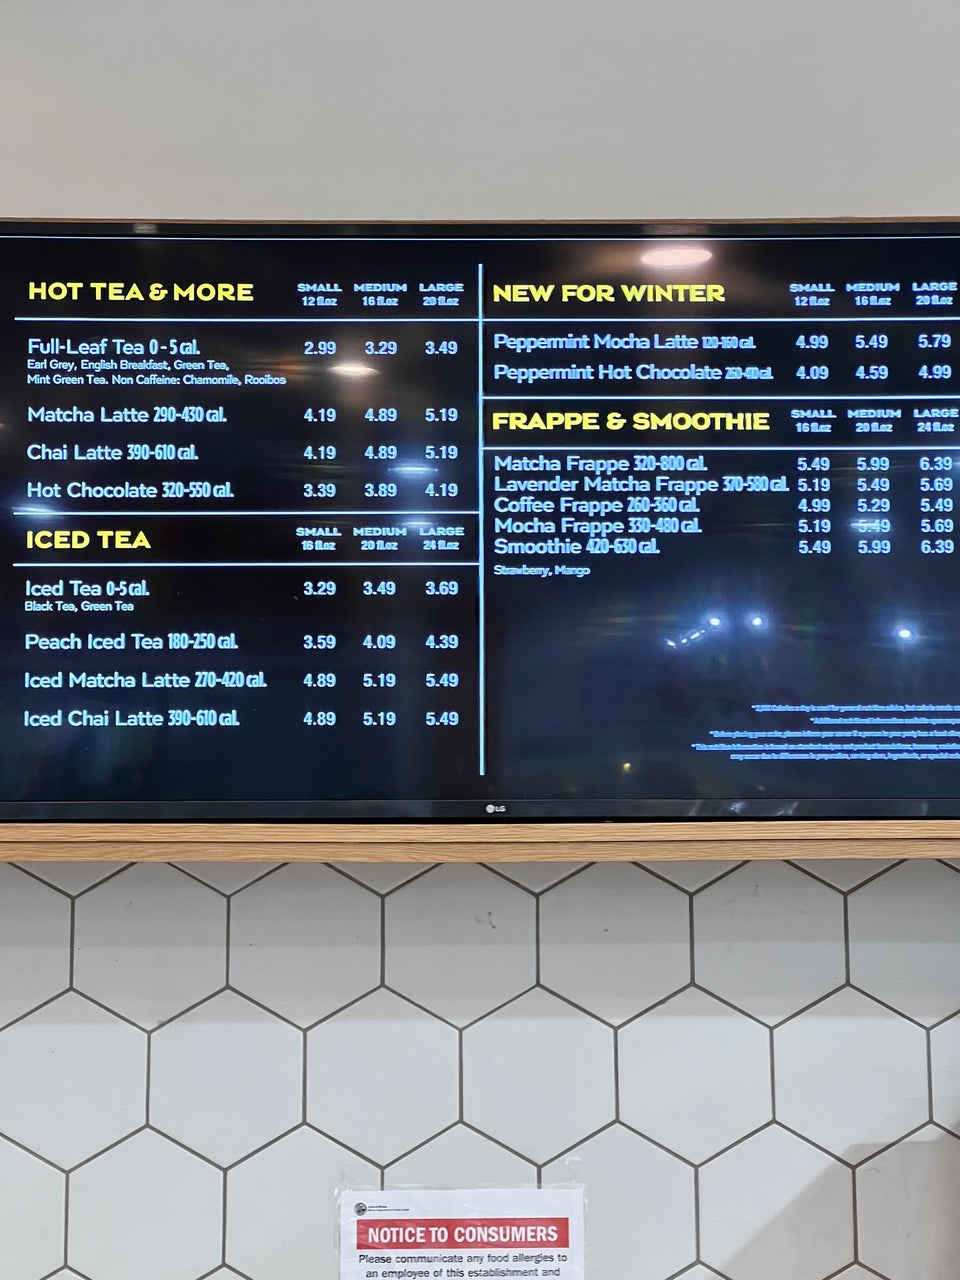 HOT TEA & MORE SMALL MEDIUM LARGE
12 fl.oz 16 fl.oz 20 fl.oz
Full-Leaf Tea 0-5 cal. 2.99 3.29 3.49
Earl Grey, English Breakfast, Green Tea,
Mint Green Tea. Non Caffeine: Chamomile, Rooibos
Matcha Latte 290-430 cal. 4.19 4.89 5.19
Chai Latte 390-610 cal. 4.19 4.89 5.19
Hot Chocolate 320-550 cal. 3.39 3.89 4.19
ICED TEA SMALL MEDIUM LARGE
16 fl.oz 20 fl.oz 24 fl.oz
Iced Tea 0-5 cal. 3.29 3.49 3.69
Black Tea, Green Tea
Peach Iced Tea 180-250 cal. 3.59 4.09 4.39
Iced Matcha Latte 270-420 cal. 4.89 5.19 5.49
Iced Chai Latte 390-610 cal. 4.89 5.19 5.49
NEW FOR WINTER SMALL MEDIUM LARGE
12 fl.oz 16 fl.oz 20 fl.oz
Peppermint Mocha Latte 4.99 5.49 5.79
Peppermint Hot Chocolate 4.09 4.59 4.99
FRAPPE & SMOOTHIE SMALL MEDIUM LARGE
16 fl.oz 20 fl.oz 24 fl.oz
Matcha Frappe 320-800 cal. 5.49 5.99 6.39
Lavender Matcha Frappe 370-580 cal. 5.19 5.49 5.69
Coffee Frappe 260-360 cal. 4.99 5.29 5.49
Mocha Frappe 330-480 cal. 5.19 5.49 5.69
Smoothie 420-630 cal. 5.49 5.99 6.39
Strawberry, Mango
LG
NOTICE TO CONSUMERS
Please communicate any food allergies to
an employee of this establishment and